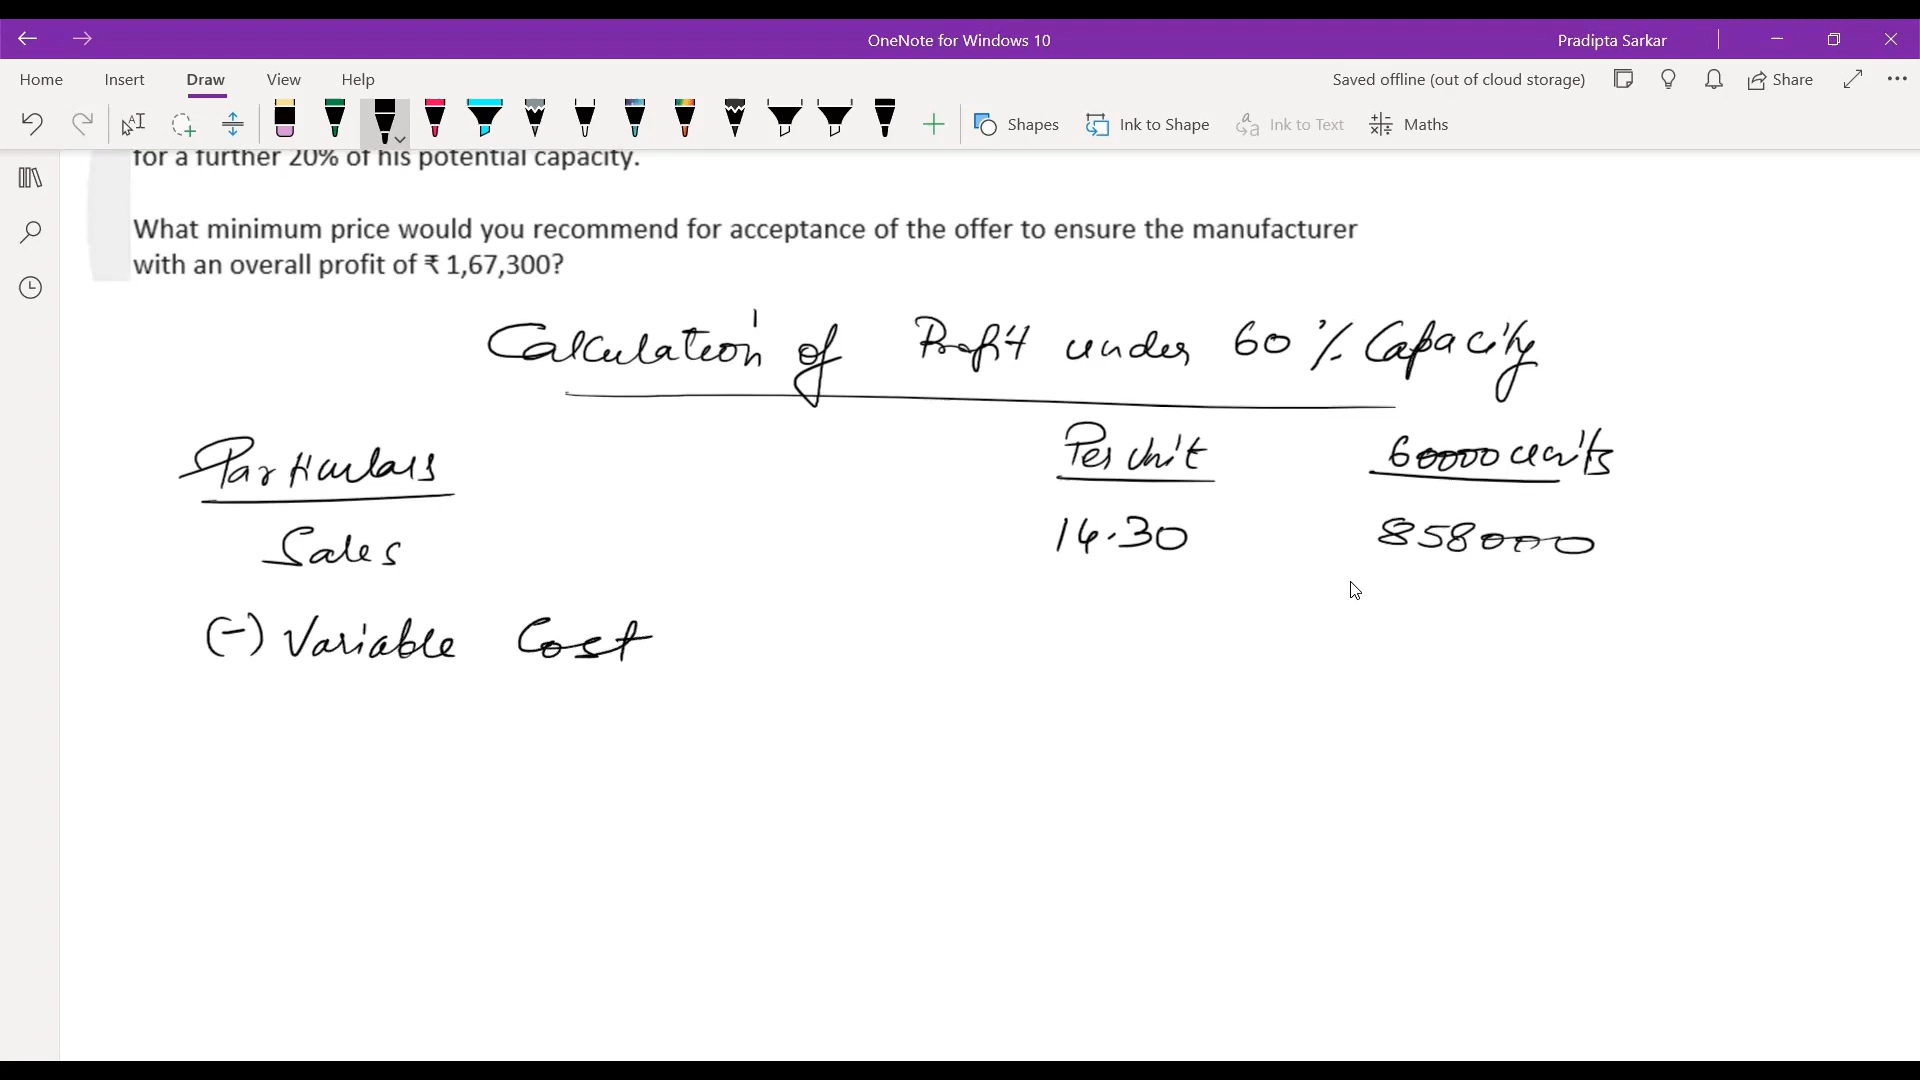 OneNote for Windows 10
Pradipta Sarkar
Home Insert Draw View Help
Saved offline (out of cloud storage)
Share
Shapes Ink to Shape Ink to Text Maths
for a further 20% of his potential capacity.
What minimum price would you recommend for acceptance of the offer to ensure the manufacturer
with an overall profit of ₹ 1,67,300?
Calculation of Profit under 60% Capacity
Particulars Per Unit 60000 units
Sales 14.30 858000
(-) Variable Cost